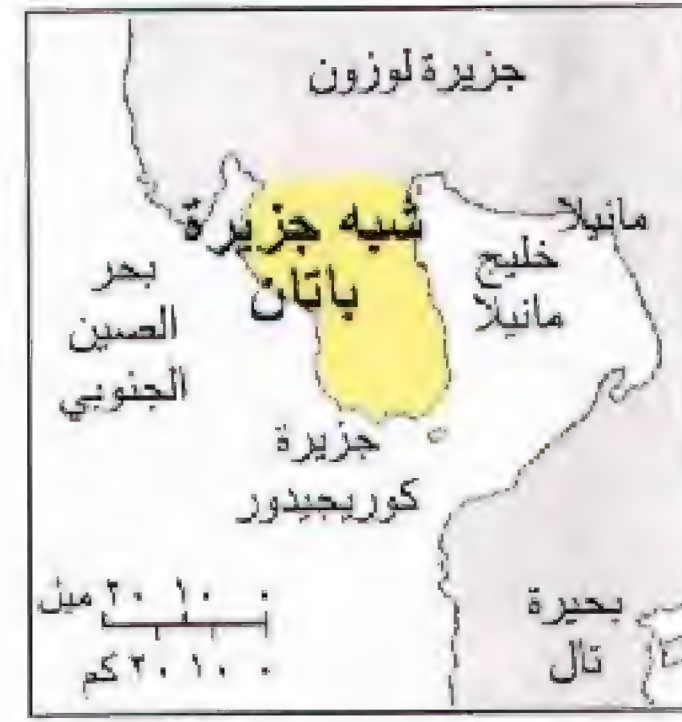 جزيرة لوزون
شبه جزيرة
باتان
مانيلا
خليج
مانيلا
بحر
الصين
الجنوبي
جزيرة
كوريجيدور
٠ ١٠ ٢٠ ميل
٠ ١٠ ٢٠ كم
بحيرة
تال